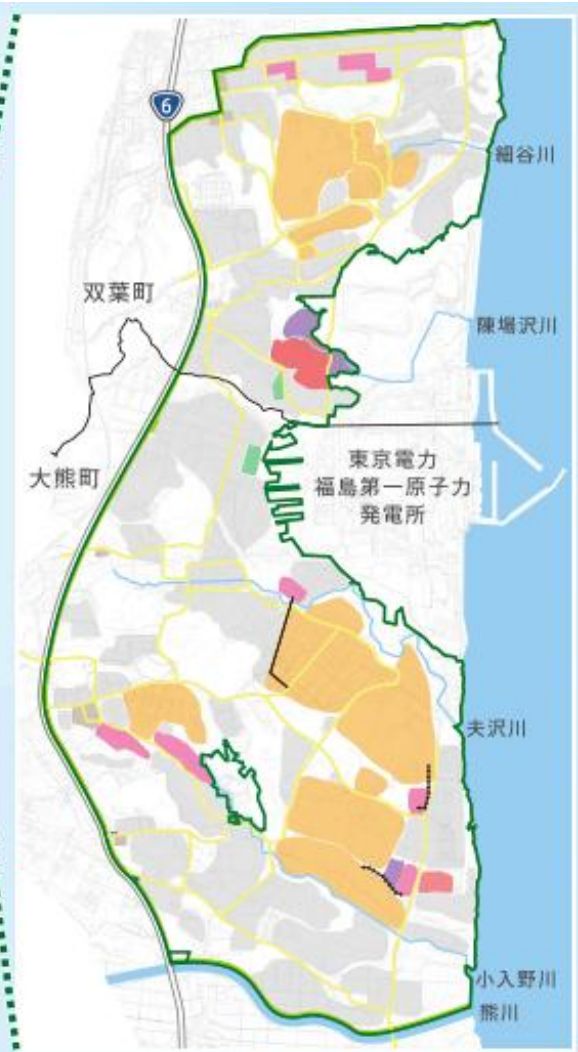 6
細谷川
双葉町
陳場沢川
大熊町
東京電力
福島第一原子力
発電所
夫沢川
小入野川
熊川